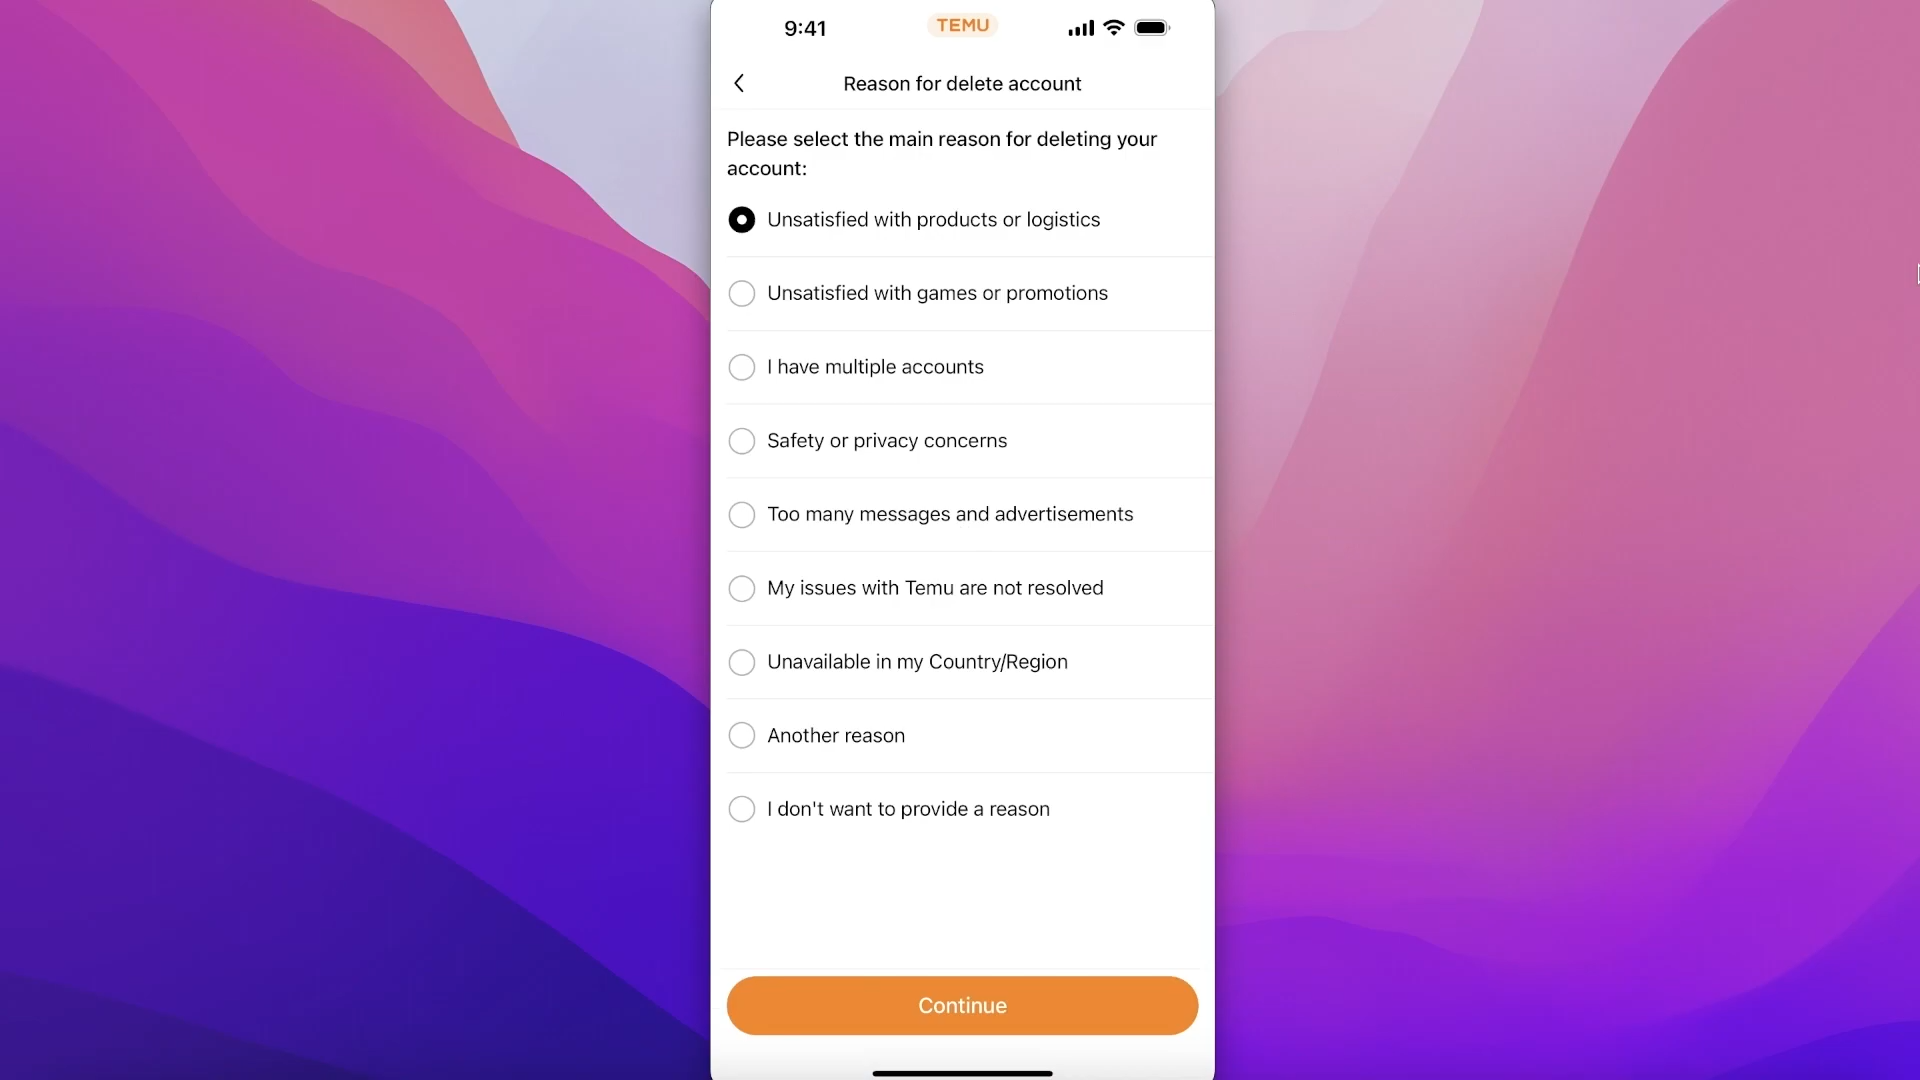 9:41
TEMU
Reason for delete account
Please select the main reason for deleting your
account:
Unsatisfied with products or logistics
Unsatisfied with games or promotions
I have multiple accounts
Safety or privacy concerns
Too many messages and advertisements
My issues with Temu are not resolved
Unavailable in my Country/Region
Another reason
I don't want to provide a reason
Continue